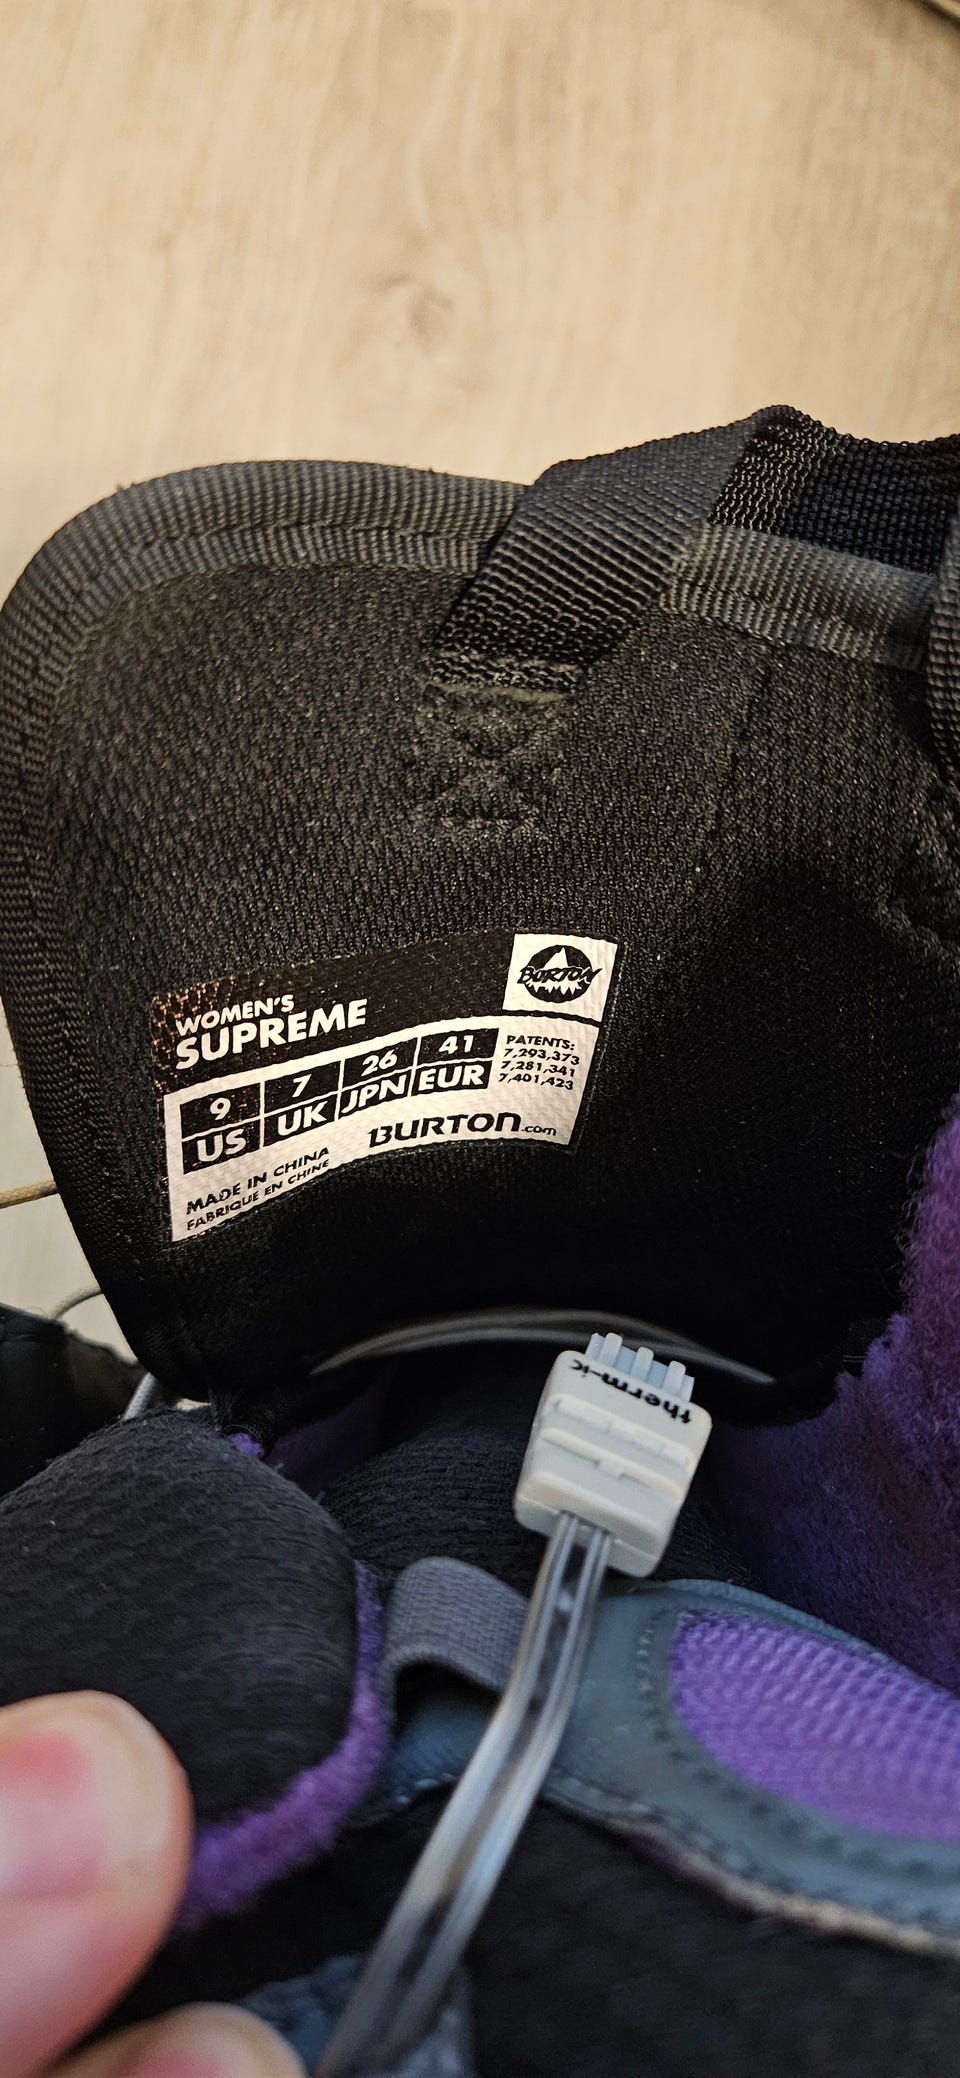 WOMEN'S
SUPREME
BURTON
9 7 26 41
US UK JPN EUR
PATENTS:
7,293,373
7,281,341
7,401,423
BURTON.com
MADE IN CHINA
FABRIQUE EN CHINE
therm-ic